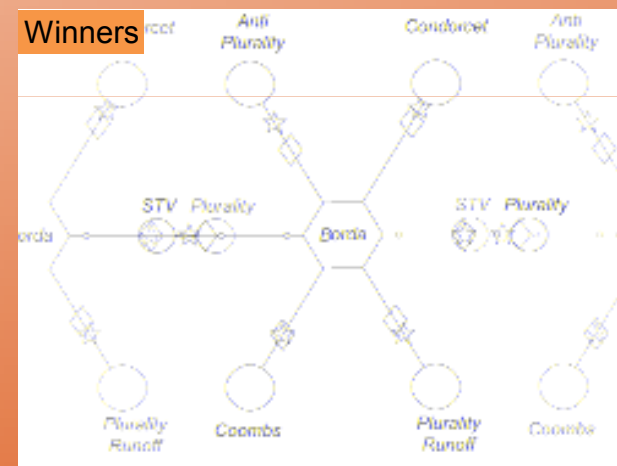 Winners
Anti
Plurality
Condorcet
Anti
Plurality
STV Plurality
Borda
STV Plurality
Plurality
Runoff
Coombs
Plurality
Runoff
Coombs